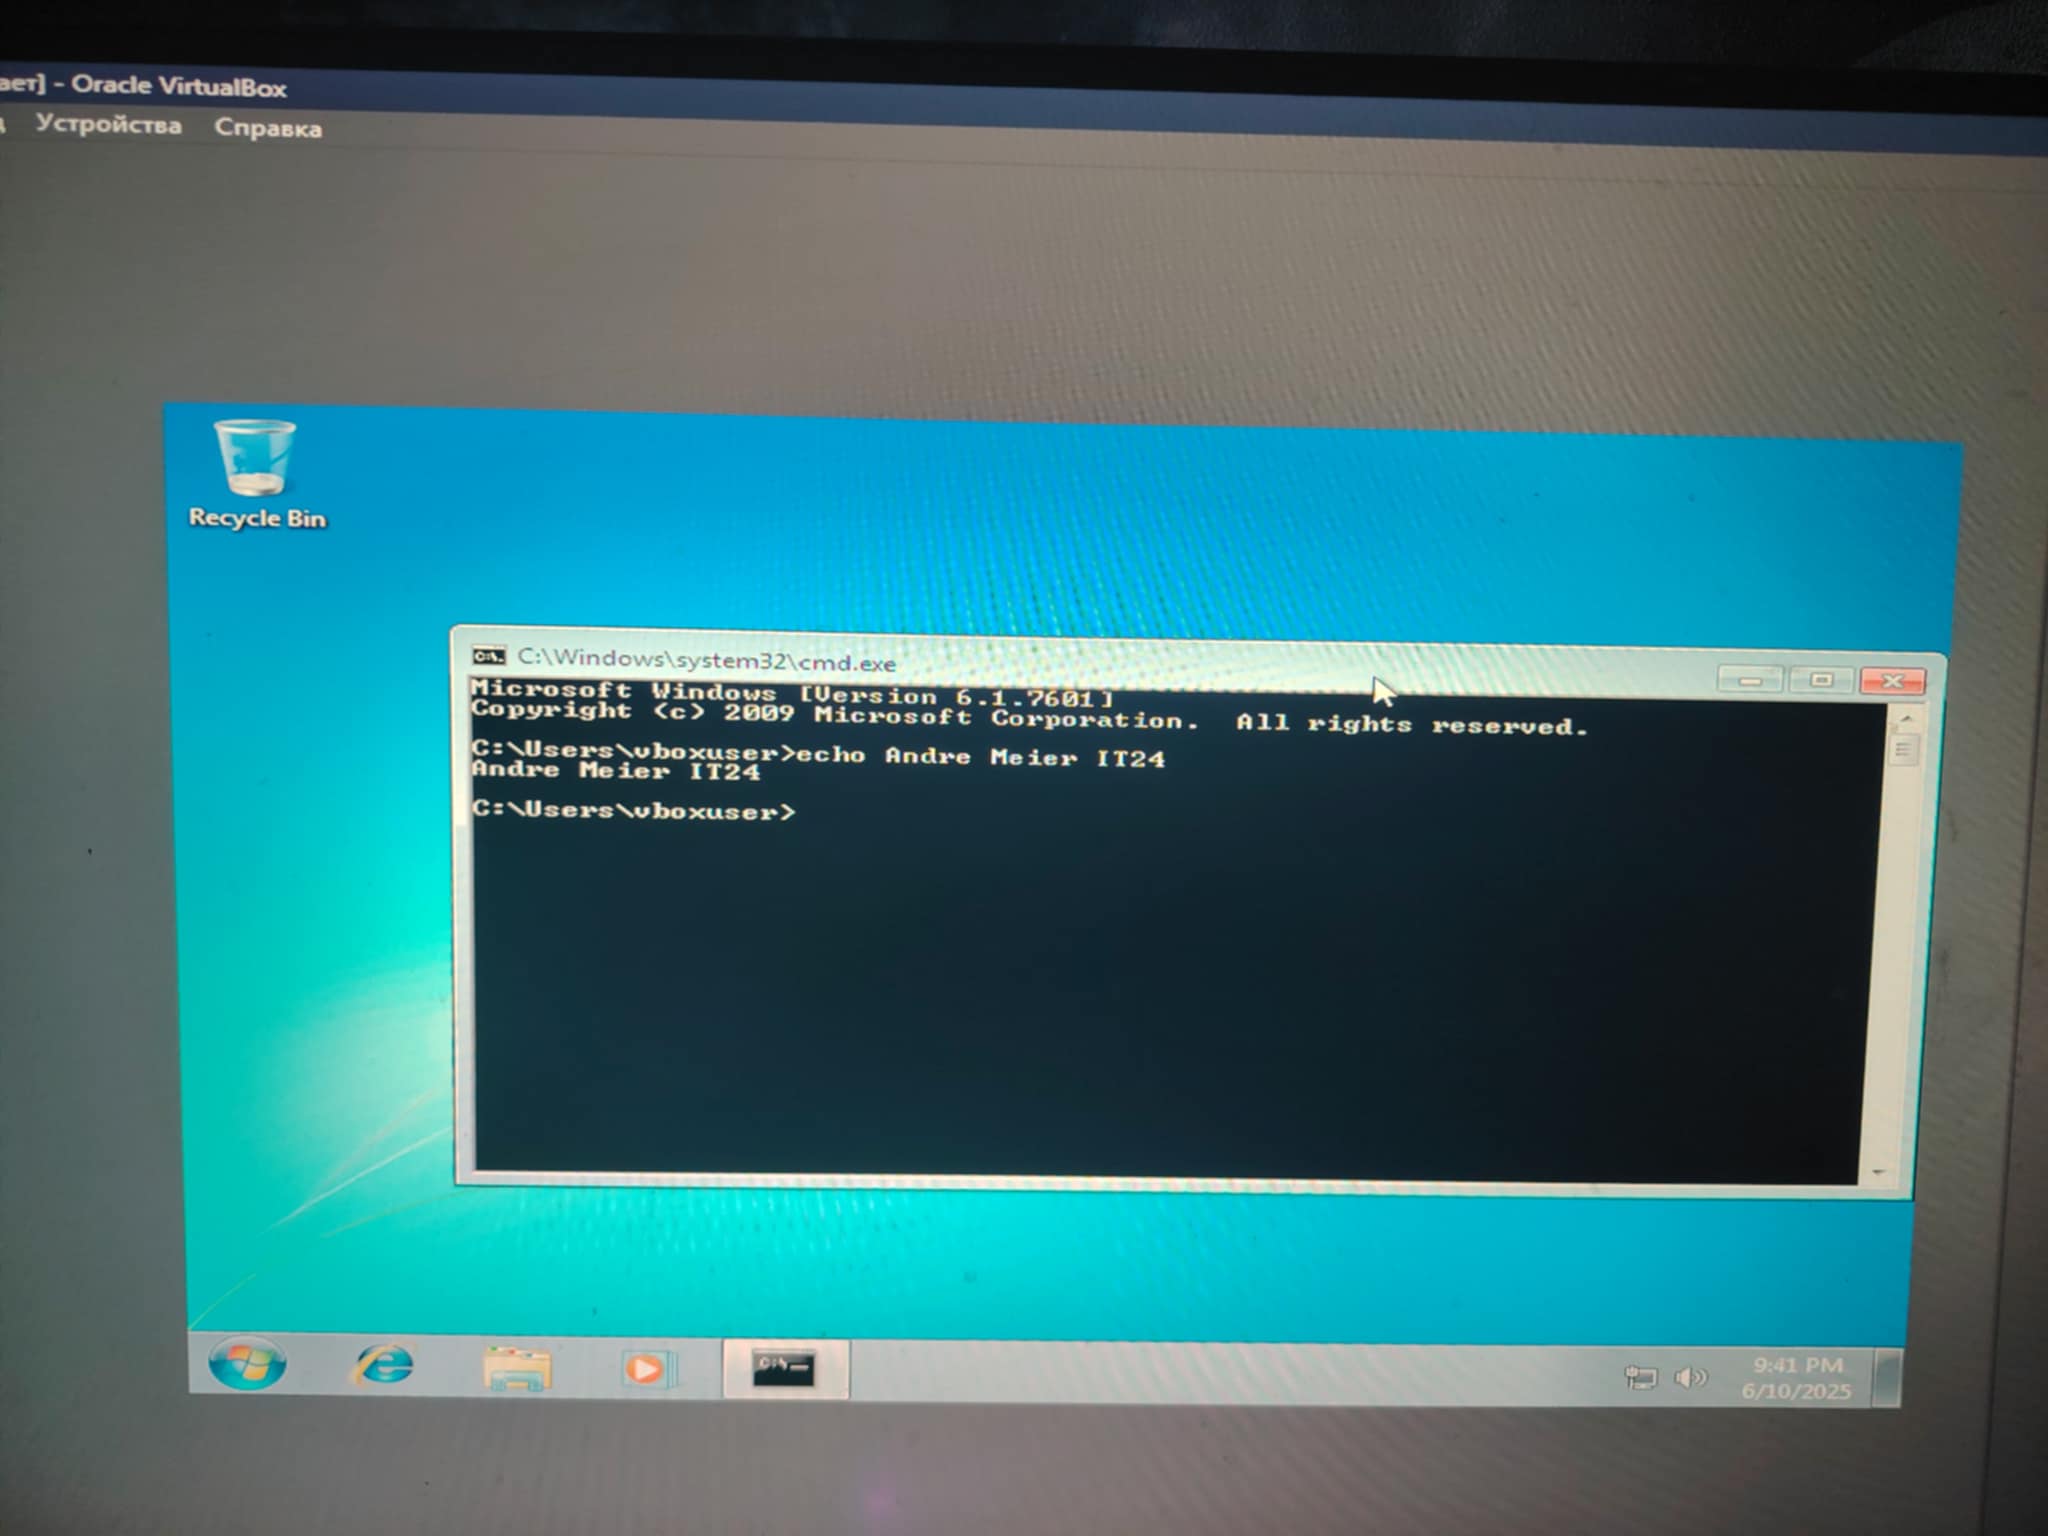 ает] - Oracle VirtualBox
Устройства Справка
Recycle Bin
C:\Windows\system32\cmd.exe
Microsoft Windows [Version 6.1.7601]
Copyright (c) 2009 Microsoft Corporation.  All rights reserved.
C:\Users\vboxuser>echo Andre Meier IT24
Andre Meier IT24
C:\Users\vboxuser>
9:41 PM
6/10/2025